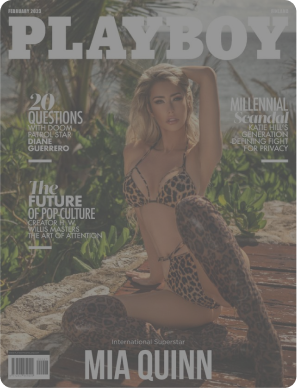 FEBRUARY 2023
PLAYBOY
20
QUESTIONS
WITH DOOM
PATROL STAR
DIANE
GUERRERO
MILLENNIAL
Scandal
KATIE HILL'S
GENERATION
DEFINING FIGHT
FOR PRIVACY
The
FUTURE
OF POP CULTURE
CREATOR H.W.
WILLIS MASTERS
THE ART OF ATTENTION
International Superstar
MIA QUINN